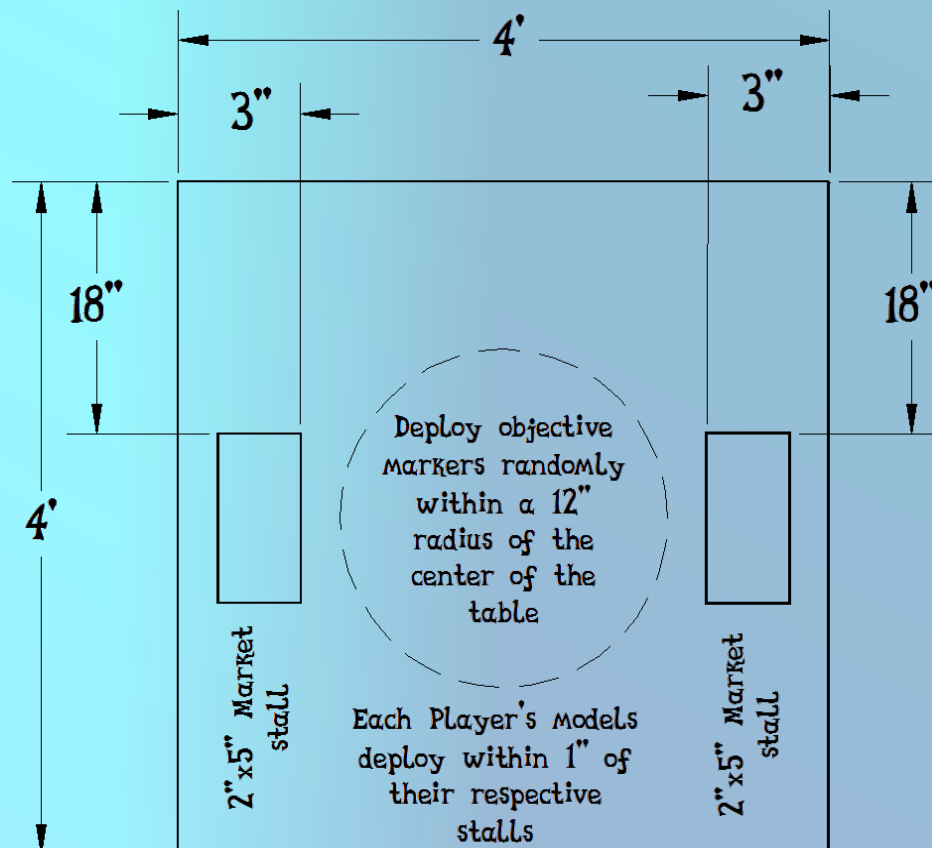 4'
3"
3"
18"
18"
4'
Deploy objective
markers randomly
within a 12"
radius of the
center of the
table
2"x5" Market
stall
2"x5" Market
stall
Each Player's models
deploy within 1" of
their respective
stalls